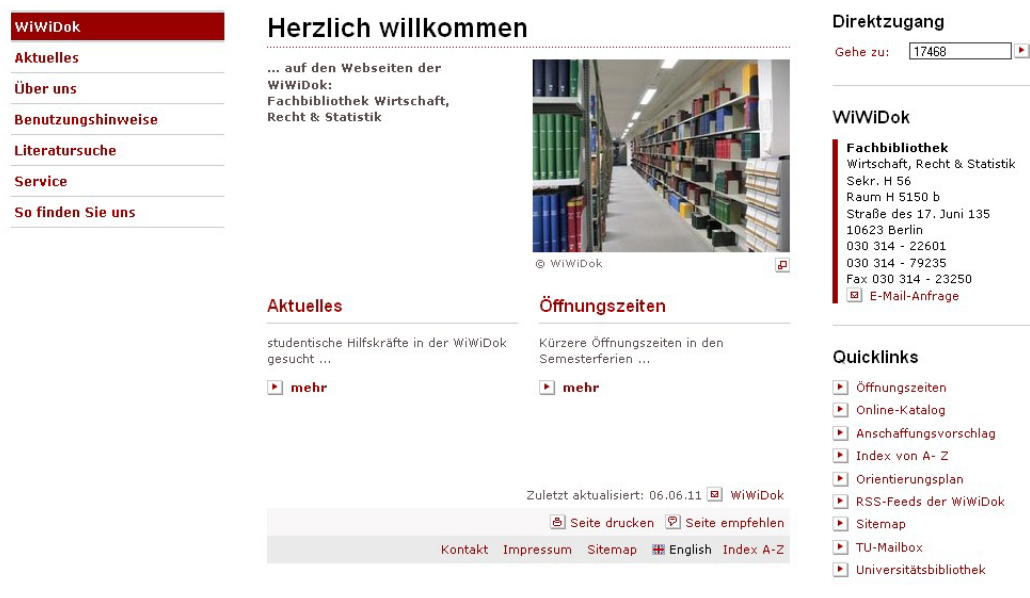 WiWiDok
Aktuelles
Über uns
Benutzungshinweise
Literatursuche
Service
So finden Sie uns
Herzlich willkommen
... auf den Webseiten der
WiWiDok:
Fachbibliothek Wirtschaft,
Recht & Statistik
© WiWiDok
Aktuelles
studentische Hilfskräfte in der WiWiDok
gesucht ...
mehr
Öffnungszeiten
Kürzere Öffnungszeiten in den
Semesterferien ...
mehr
Zuletzt aktualisiert: 06.06.11 WiWiDok
Seite drucken Seite empfehlen
Kontakt Impressum Sitemap English Index A-Z
Direktzugang
Gehe zu: 17468
WiWiDok
Fachbibliothek
Wirtschaft, Recht & Statistik
Sekr. H 56
Raum H 5150 b
Straße des 17. Juni 135
10623 Berlin
030 314 - 22601
030 314 - 79235
Fax 030 314 - 23250
E-Mail-Anfrage
Quicklinks
Öffnungszeiten
Online-Katalog
Anschaffungsvorschlag
Index von A- Z
Orientierungsplan
RSS-Feeds der WiWiDok
Sitemap
TU-Mailbox
Universitätsbibliothek